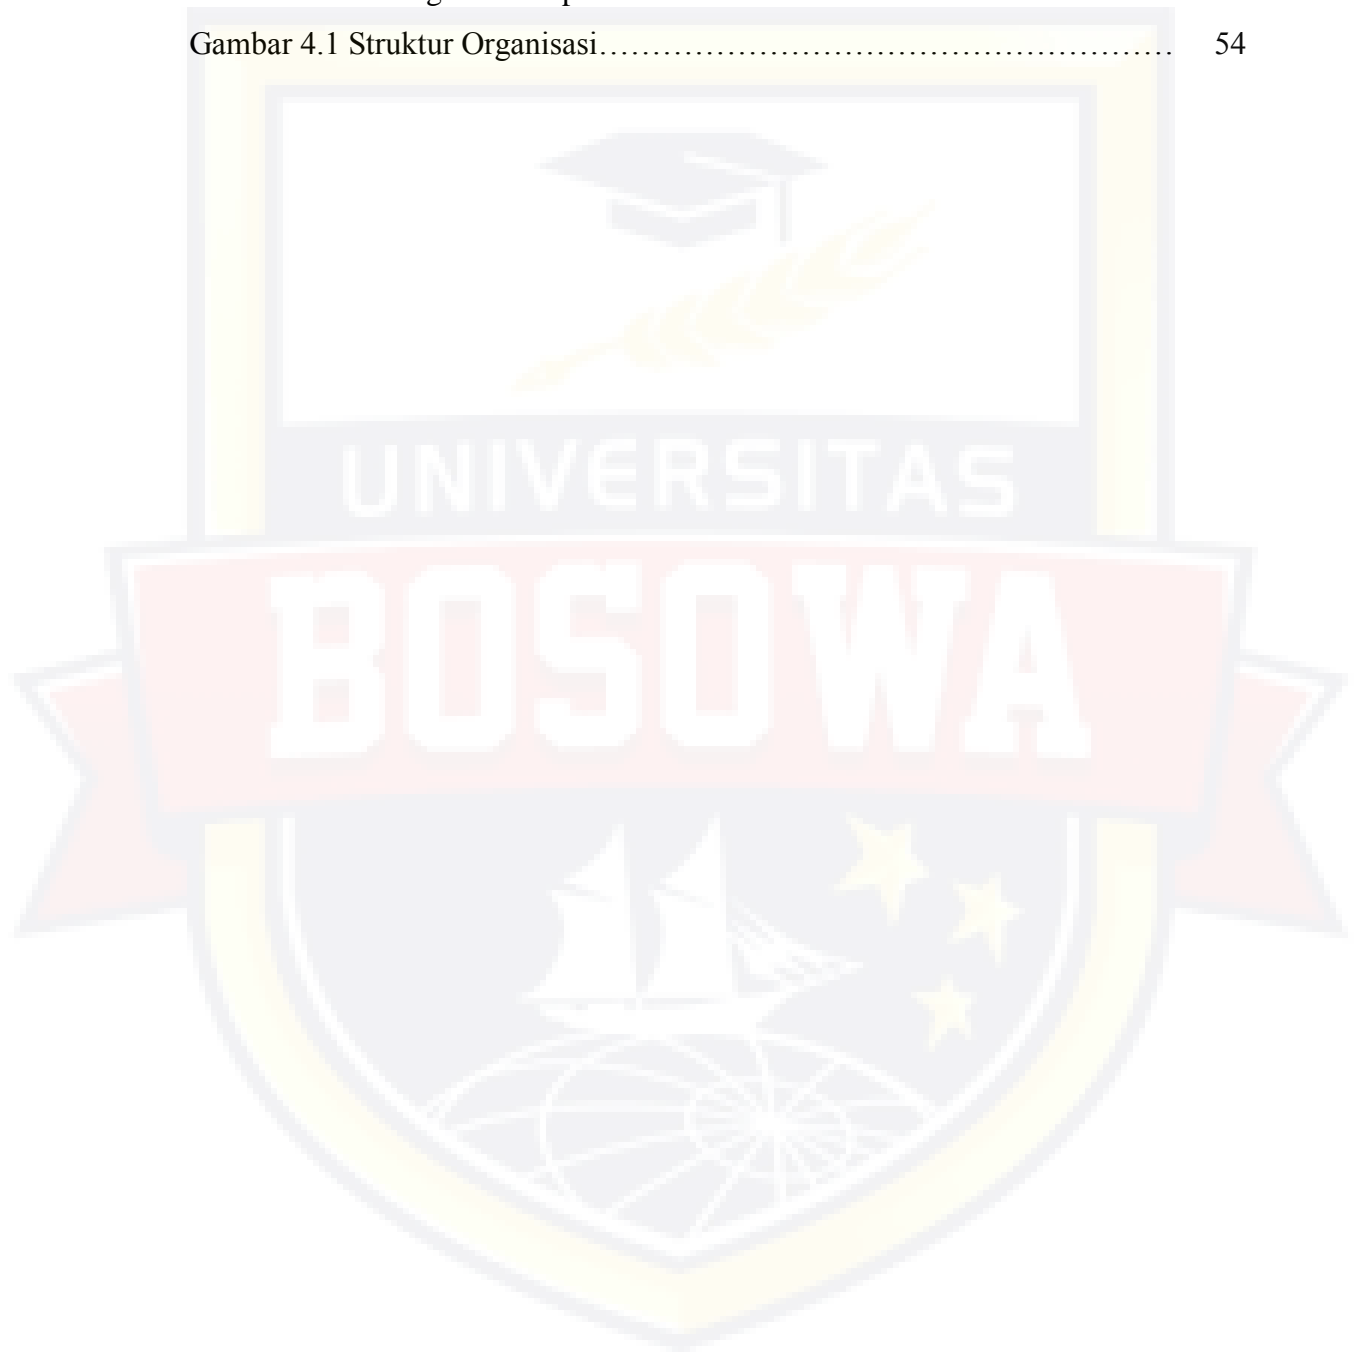 Gambar 4.1 Struktur Organisasi…………………………………………… 54
UNIVERSITAS
BOSOWA